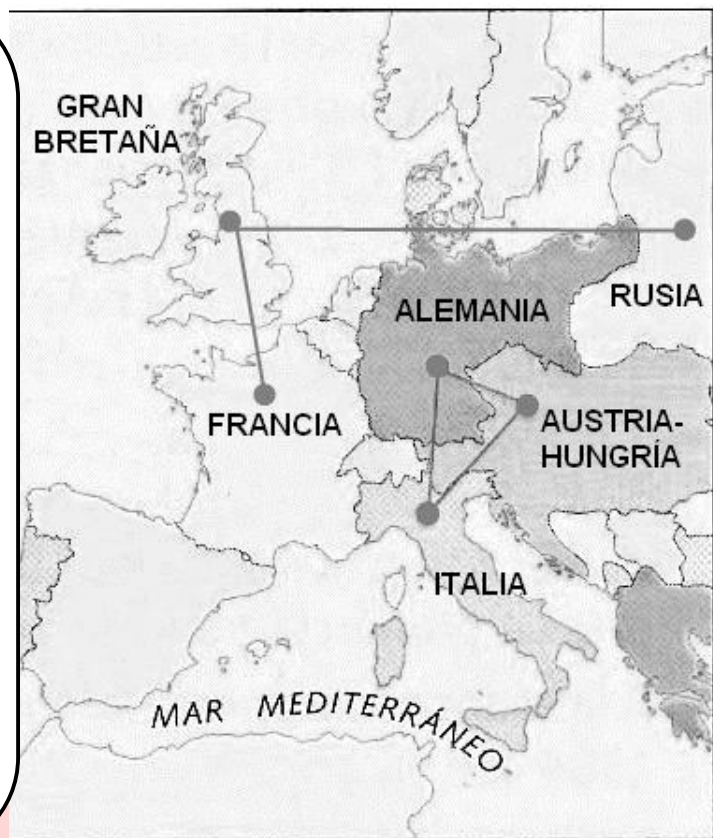 GRAN
BRETAÑA
RUSIA
ALEMANIA
FRANCIA
AUSTRIA-
HUNGRÍA
ITALIA
MAR MEDITERRÁNEO